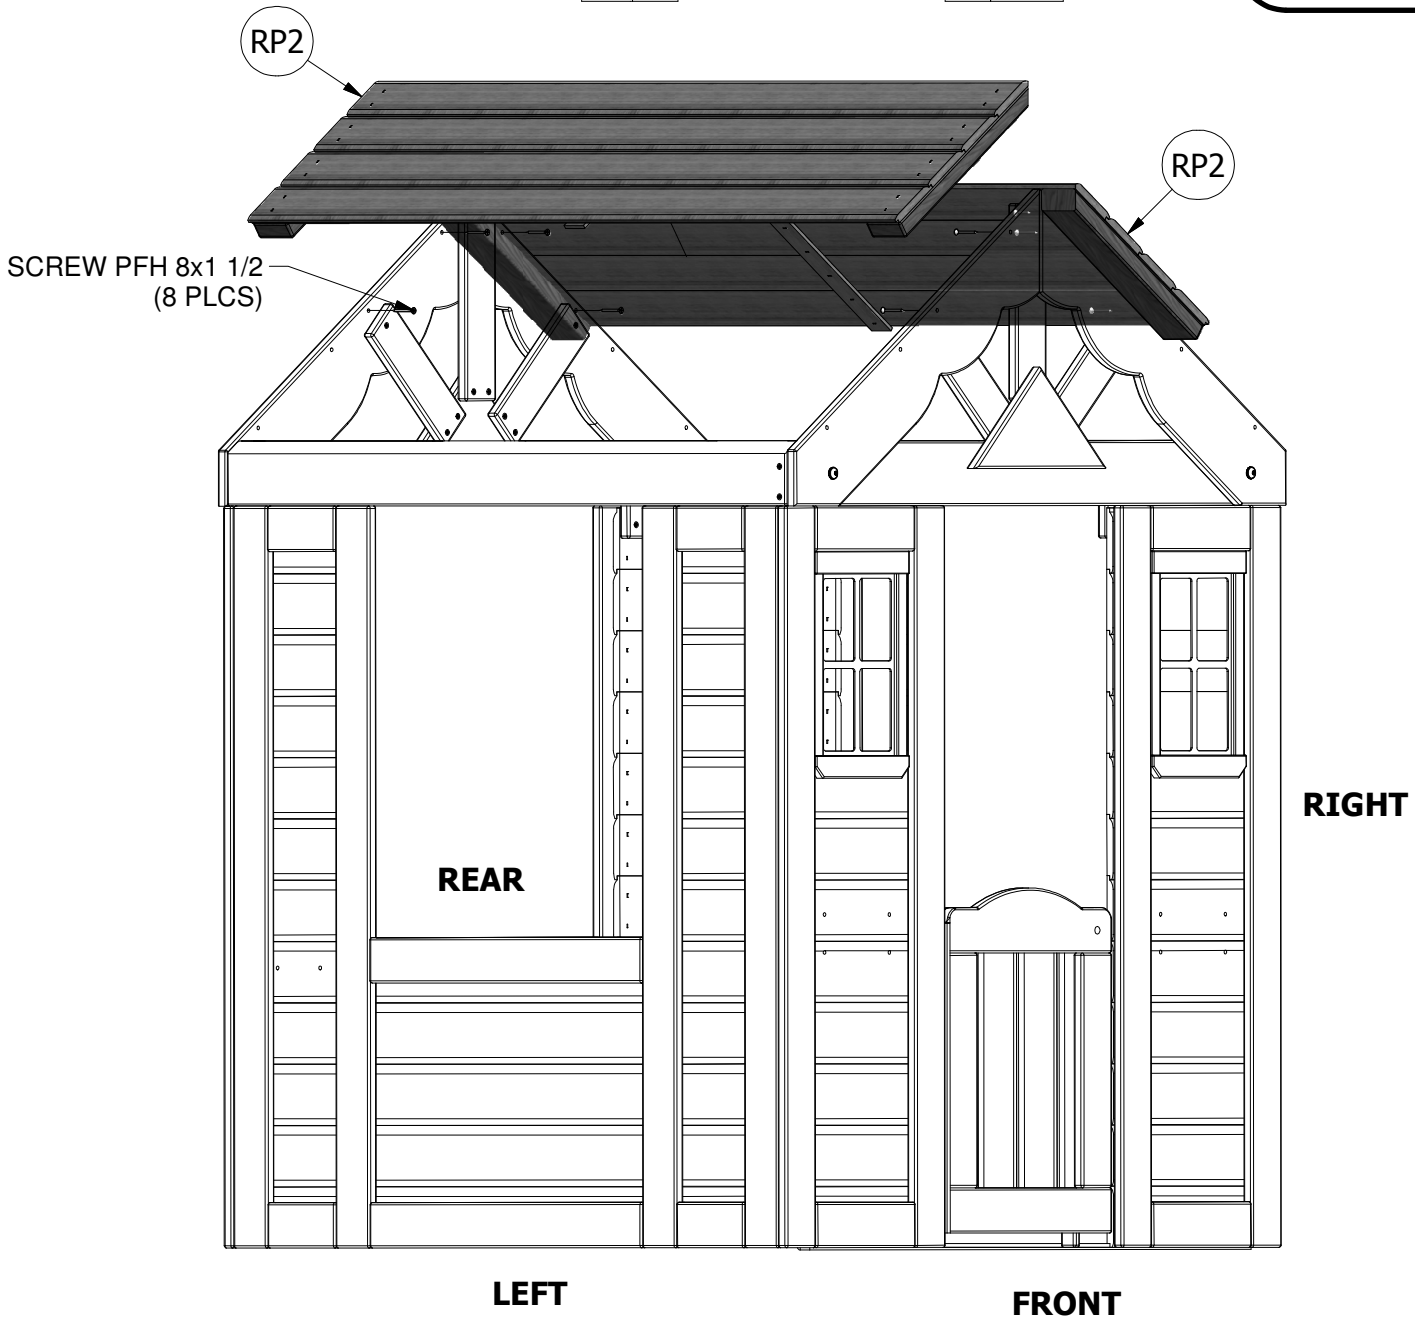 RP2
RP2
SCREW PFH 8x1 1/2
(8 PLCS)
RIGHT
REAR
LEFT
FRONT